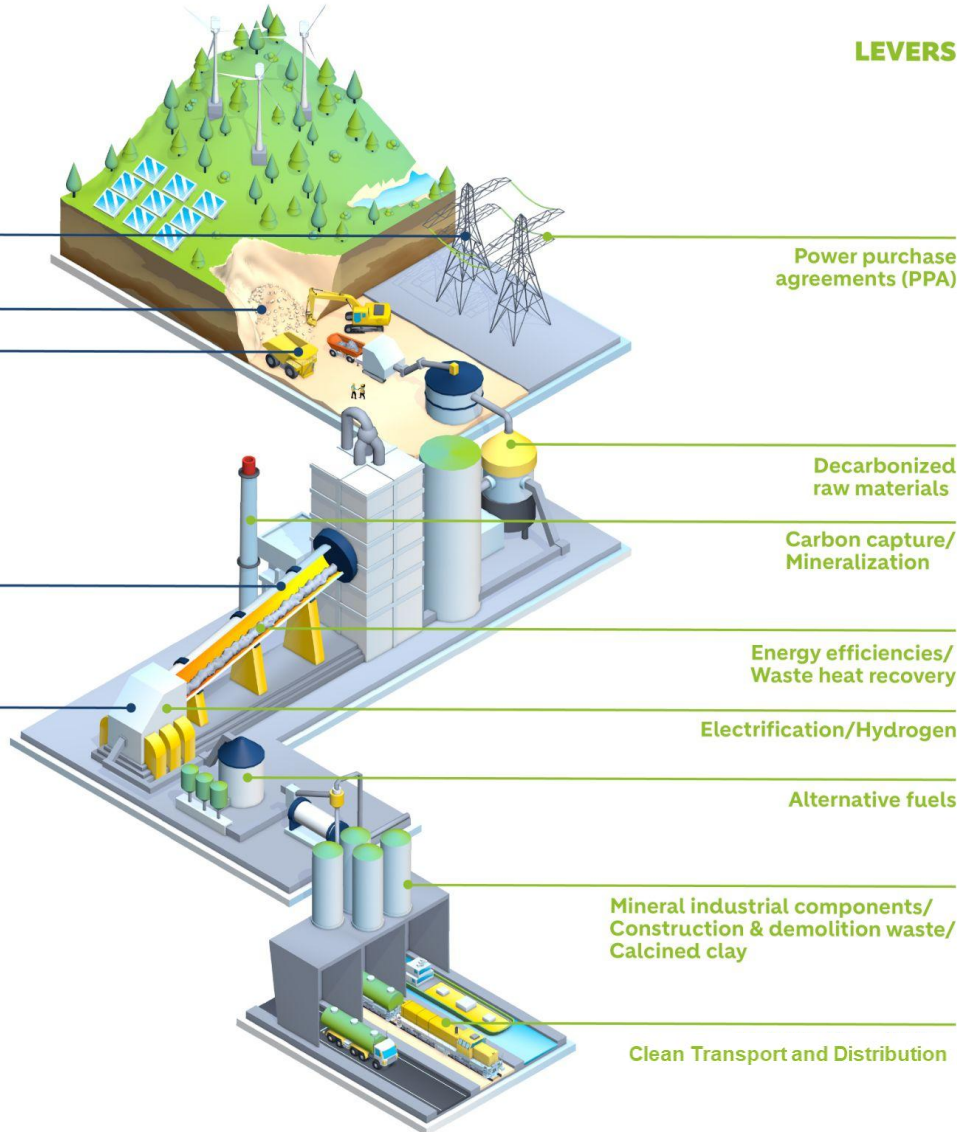 LEVERS
Power purchase
agreements (PPA)
Decarbonized
raw materials
Carbon capture/
Mineralization
Energy efficiencies/
Waste heat recovery
Electrification/Hydrogen
Alternative fuels
Mineral industrial components/
Construction & demolition waste/
Calcined clay
Clean Transport and Distribution